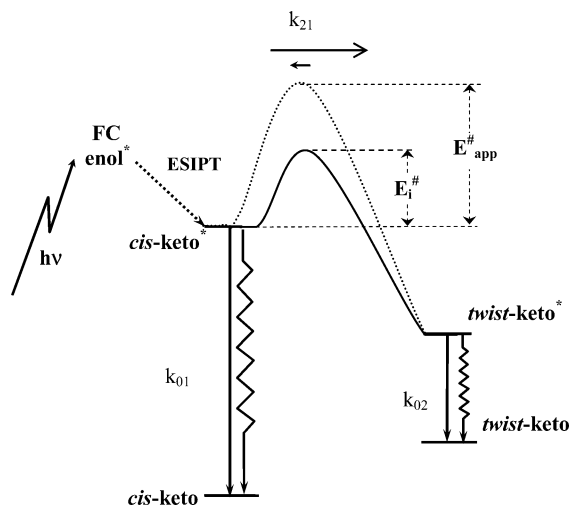 k21
FC
enol*
ESIPT
E#app
Ei#
hν
cis-keto*
twist-keto*
k01
k02
twist-keto
cis-keto